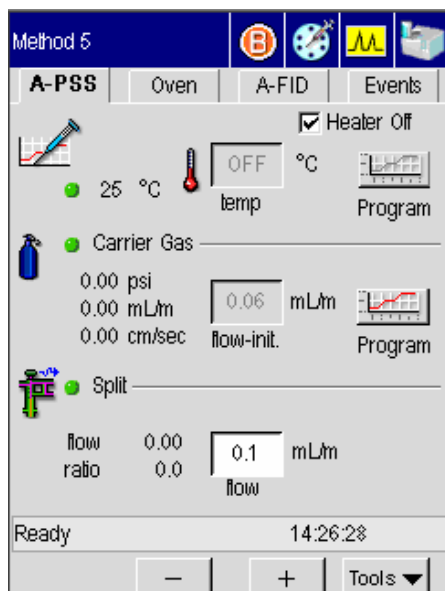 Method 5
B
A-PSS Oven A-FID Events
Heater Off
25 °C OFF °C
temp Program
Carrier Gas
0.00 psi
0.00 mL/m 0.06 mL/m
0.00 cm/sec flow-init. Program
Split
flow 0.00 0.1 mL/m
ratio 0.0
flow
Ready 14:26:28
− + Tools